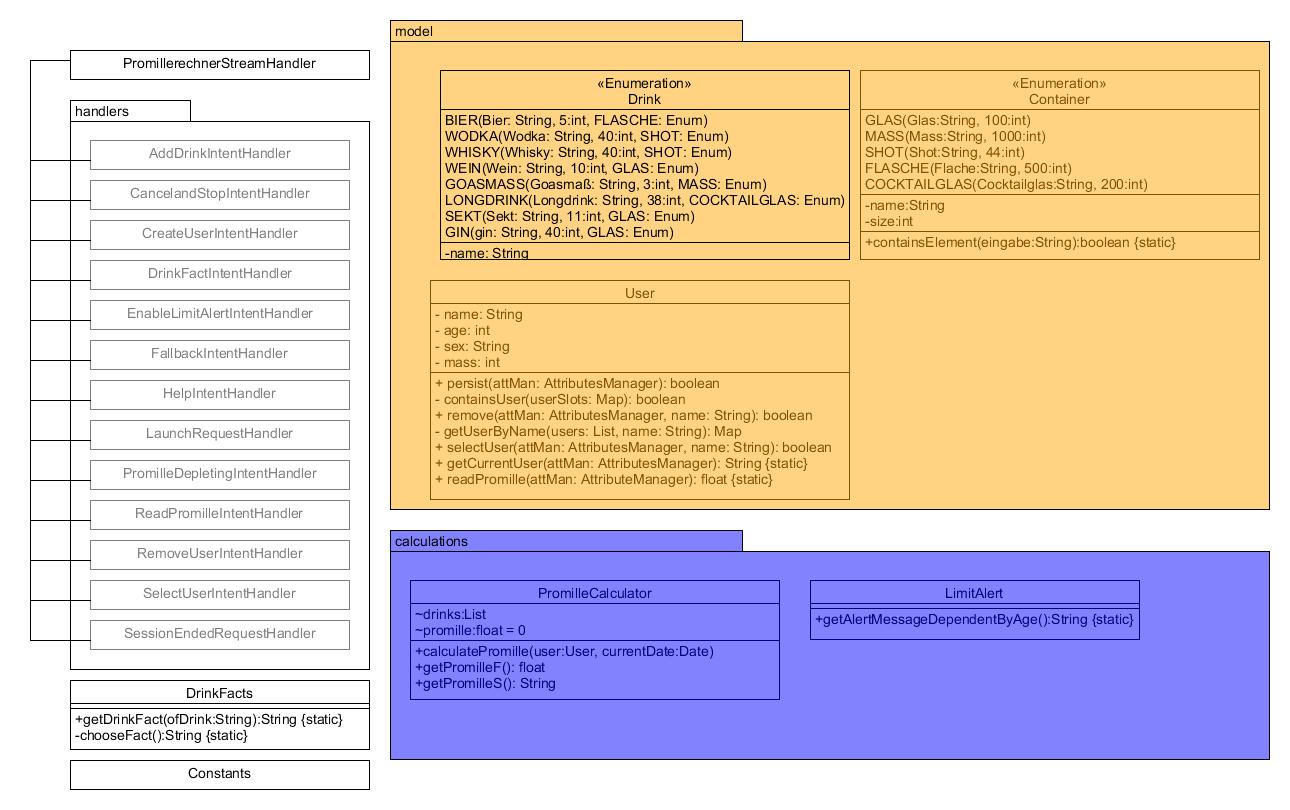 PromillerechnerStreamHandler
handlers
AddDrinkIntentHandler
CancelandStopIntentHandler
CreateUserIntentHandler
DrinkFactIntentHandler
EnableLimitAlertIntentHandler
FallbackIntentHandler
HelpIntentHandler
LaunchRequestHandler
PromilleDepletingIntentHandler
ReadPromilleIntentHandler
RemoveUserIntentHandler
SelectUserIntentHandler
SessionEndedRequestHandler
DrinkFacts
+getDrinkFact(ofDrink:String):String {static}
-chooseFact():String {static}
Constants
model
«Enumeration»
Drink
BIER(Bier: String, 5:int, FLASCHE: Enum)
WODKA(Wodka: String, 40:int, SHOT: Enum)
WHISKY(Whisky: String, 40:int, SHOT: Enum)
WEIN(Wein: String, 10:int, GLAS: Enum)
GOASMASS(Goasmaß: String, 3:int, MASS: Enum)
LONGDRINK(Longdrink: String, 38:int, COCKTAILGLAS: Enum)
SEKT(Sekt: String, 11:int, GLAS: Enum)
GIN(gin: String, 40:int, GLAS: Enum)
-name: String
«Enumeration»
Container
GLAS(Glas:String, 100:int)
MASS(Mass:String, 1000:int)
SHOT(Shot:String, 44:int)
FLASCHE(Flache:String, 500:int)
COCKTAILGLAS(Cocktailglas:String, 200:int)
-name:String
-size:int
+containsElement(eingabe:String):boolean {static}
User
- name: String
- age: int
- sex: String
- mass: int
+ persist(attMan: AttributesManager): boolean
- containsUser(userSlots: Map): boolean
+ remove(attMan: AttributesManager, name: String): boolean
- getUserByName(users: List, name: String): Map
+ selectUser(attMan: AttributesManager, name: String): boolean
+ getCurrentUser(attMan: AttributesManager): String {static}
+ readPromille(attMan: AttributeManager): float {static}
calculations
PromilleCalculator
~drinks:List
~promille:float = 0
+calculatePromille(user:User, currentDate:Date)
+getPromilleF(): float
+getPromilleS(): String
LimitAlert
+getAlertMessageDependentByAge():String {static}